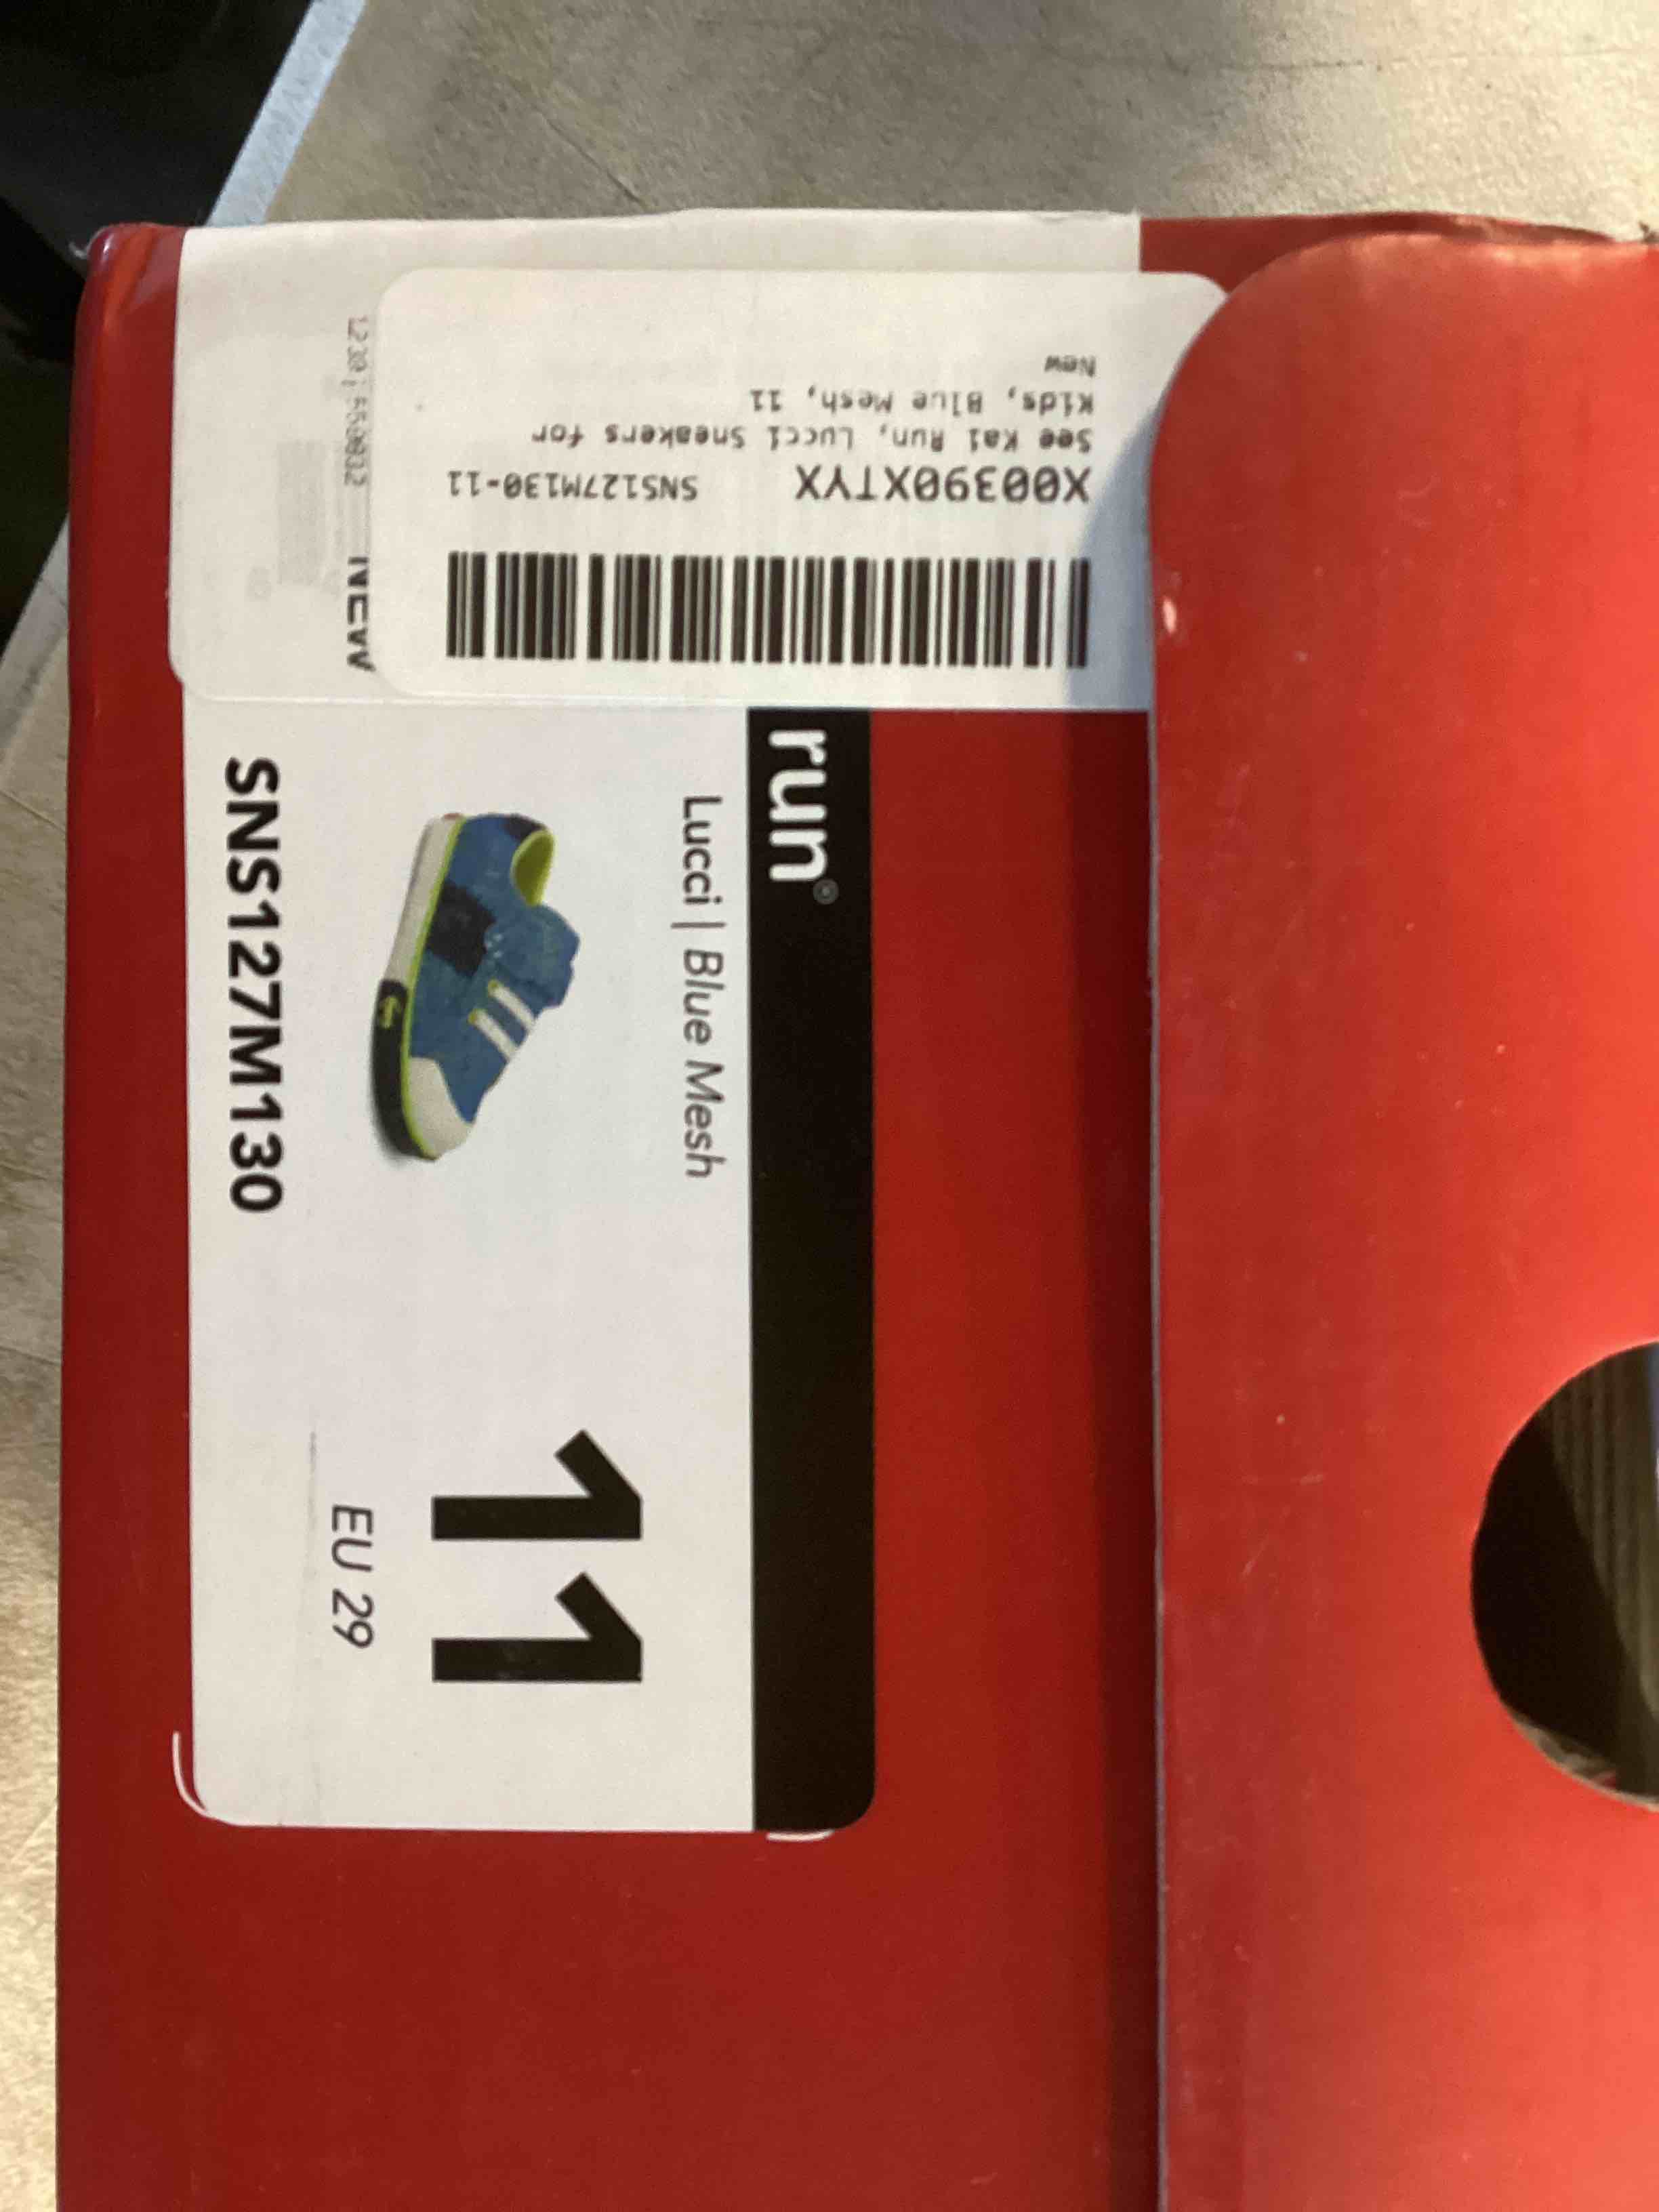 X00390XTYX SNS127M130-11
See Kai Run, Lucci Sneakers for
Kids, Blue Mesh, 11
New
NEW
run®
Lucci | Blue Mesh
11
EU 29
SNS127M130